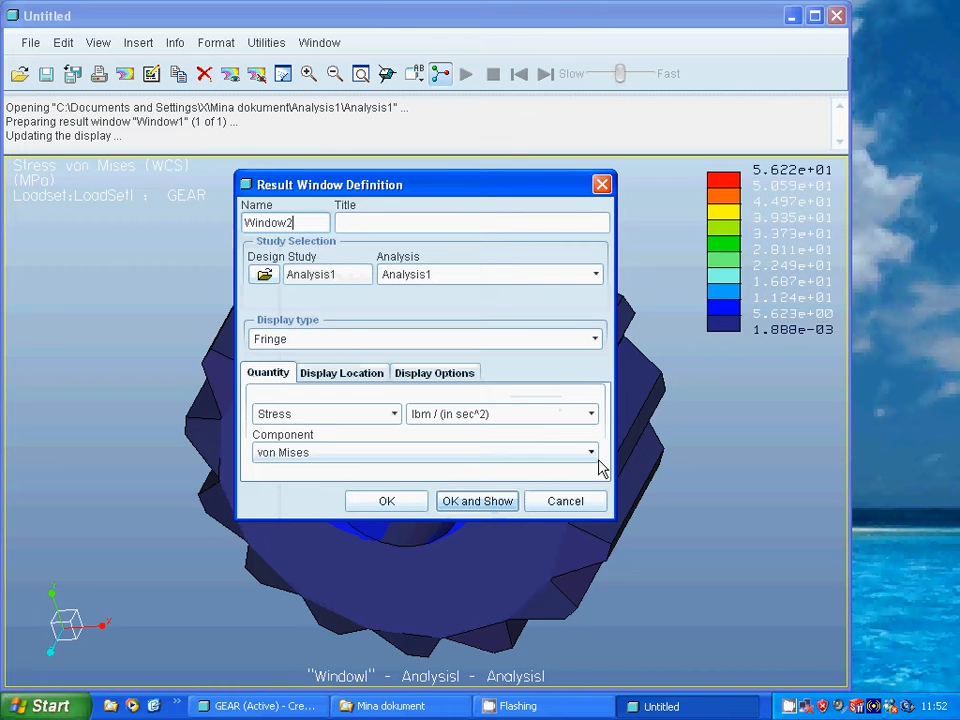 Untitled
File Edit View Insert Info Format Utilities Window
Slow Fast
Opening "C:\Documents and Settings\X\Mina dokument\Analysis1\Analysis1" ...
Preparing result window "Window1" (1 of 1) ...
Updating the display ...
Stress von Mises (WCS)
(MPa)
Loadset:LoadSet1 : GEAR
5.622e+01
5.059e+01
4.497e+01
3.935e+01
3.373e+01
2.811e+01
2.249e+01
1.687e+01
1.124e+01
5.623e+00
1.888e-03
Result Window Definition
Name Title
Window2
Study Selection
Design Study Analysis
Analysis1 Analysis1
Display type
Fringe
Quantity Display Location Display Options
Stress lbm / (in sec^2)
Component
von Mises
OK OK and Show Cancel
Y
X
"Window1" - Analysis1 - Analysis1
Start GEAR (Active) - Cre... Mina dokument Flashing Untitled 11:52